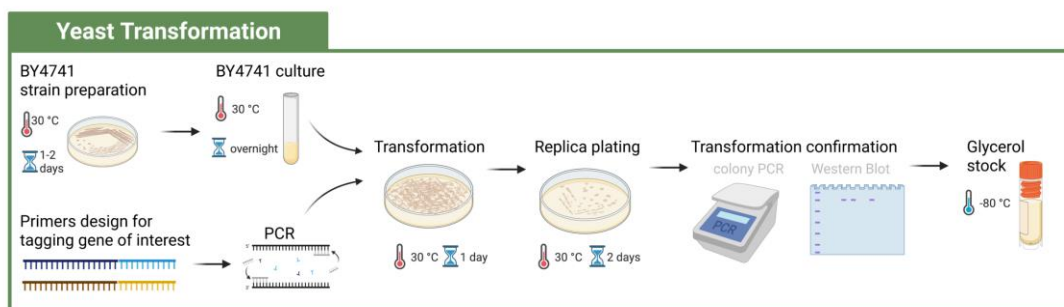 Yeast Transformation
BY4741
strain preparation
30 °C
1-2
days
BY4741 culture
30 °C
overnight
Primers design for
tagging gene of interest
PCR
Transformation
30 °C
1 day
Replica plating
30 °C
2 days
Transformation confirmation
colony PCR
Western Blot
PCR
Glycerol
stock
-80 °C